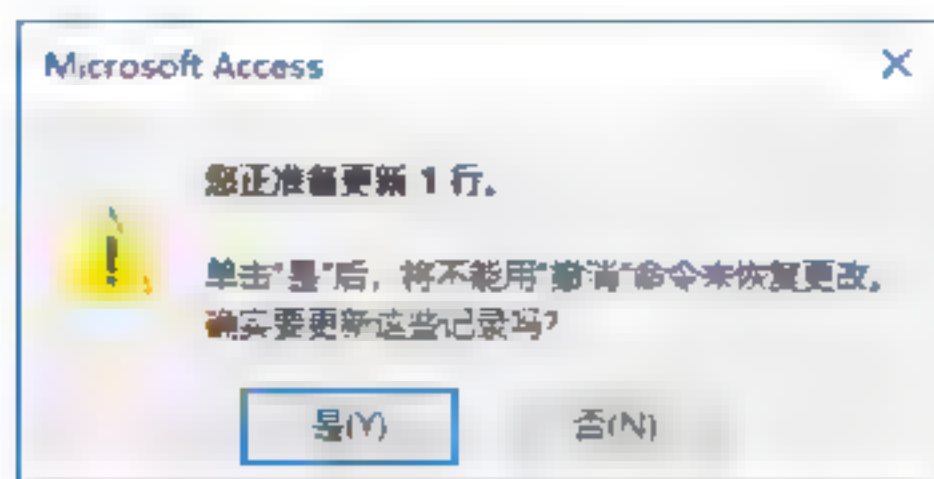 Microsoft Access
您正准备更新 1 行。
单击"是"后，将不能用"撤消"命令来恢复更改。
确实要更新这些记录吗?
是(Y)
否(N)